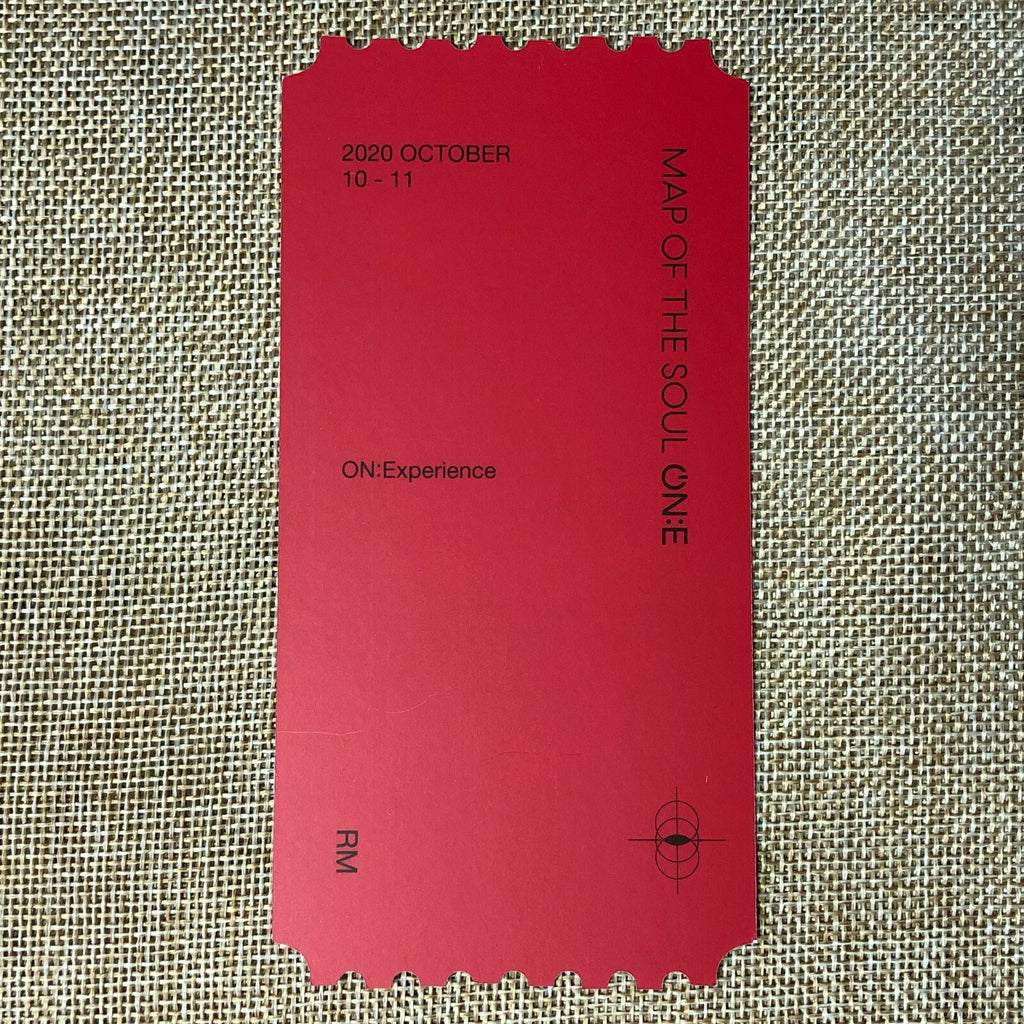 2020 OCTOBER
10 - 11
MAP OF THE SOUL ON:E
ON:Experience
RM